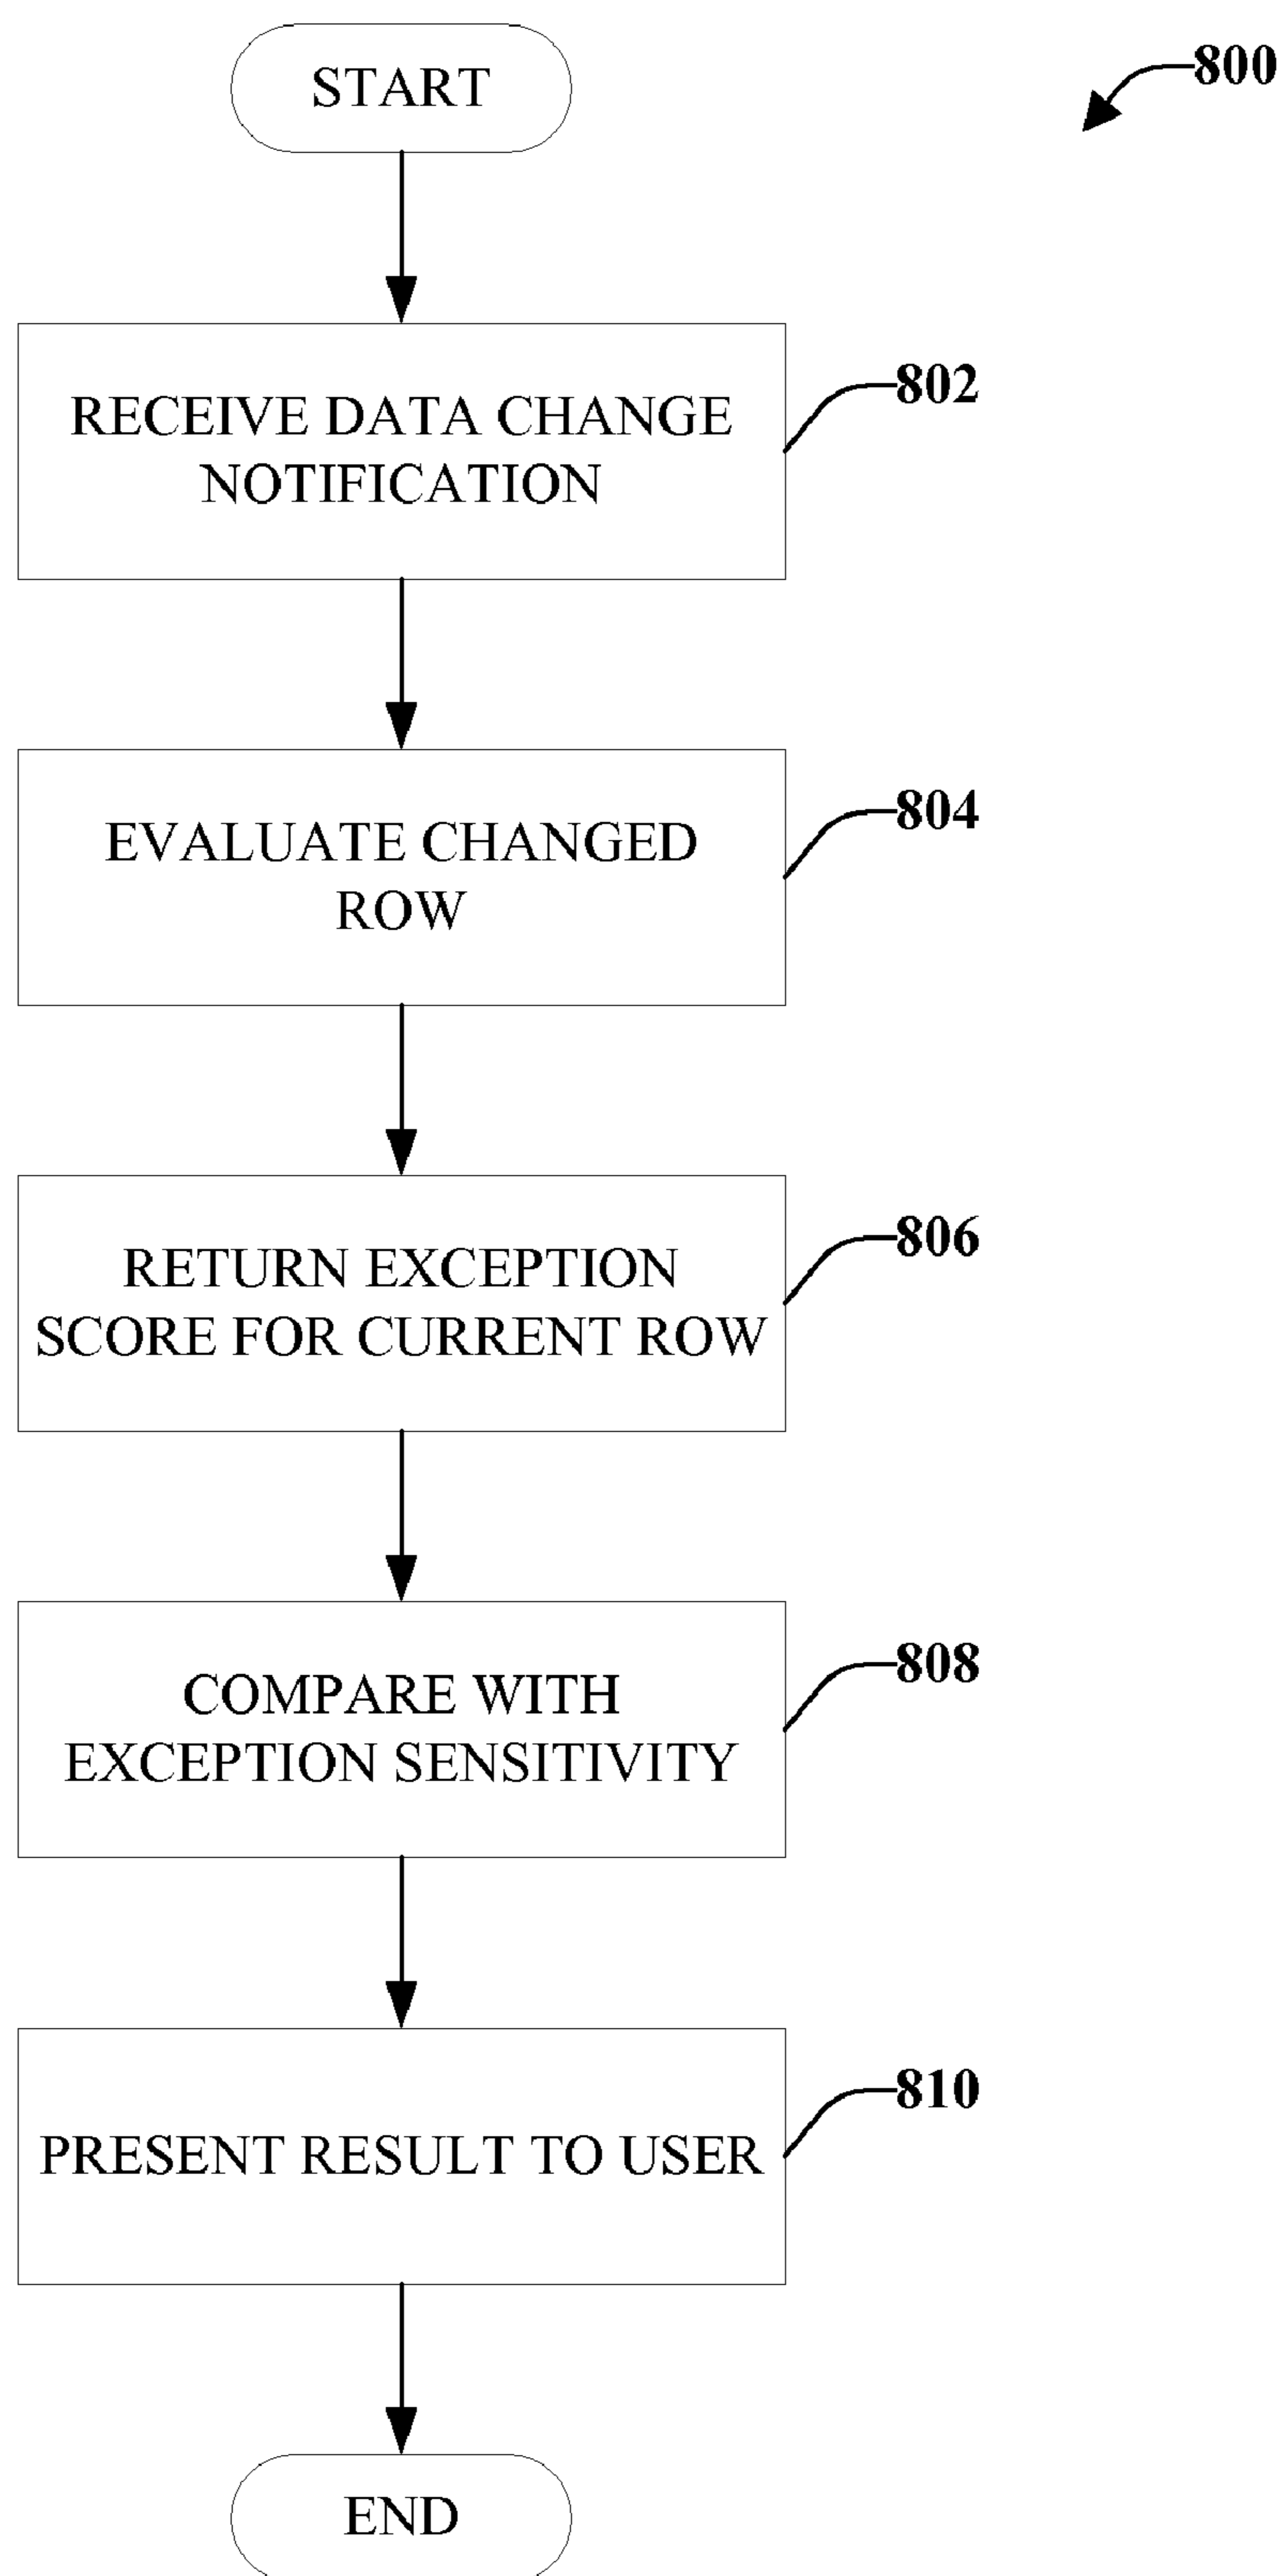 START
800
RECEIVE DATA CHANGE
NOTIFICATION
802
EVALUATE CHANGED
ROW
804
RETURN EXCEPTION
SCORE FOR CURRENT ROW
806
COMPARE WITH
EXCEPTION SENSITIVITY
808
PRESENT RESULT TO USER
810
END